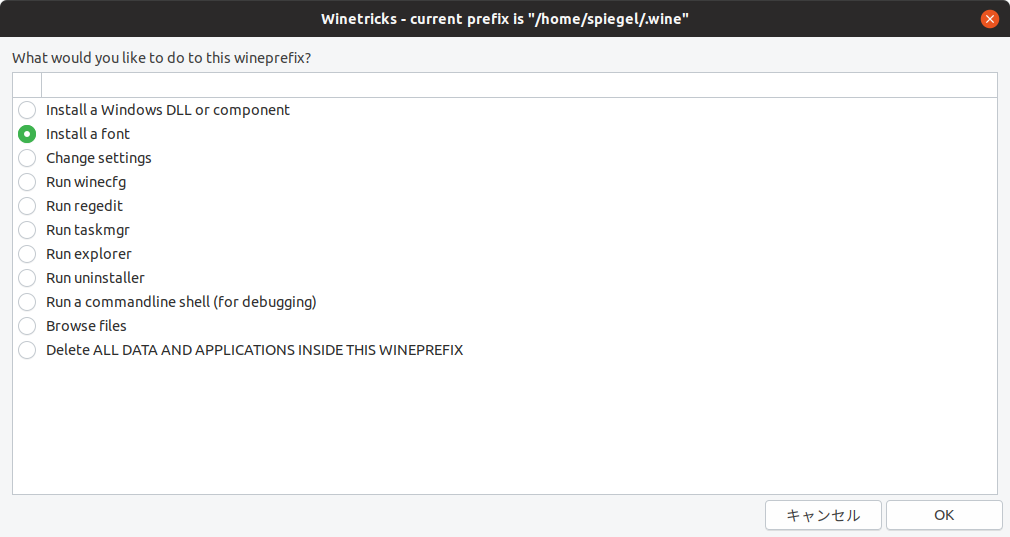 Winetricks - current prefix is "/home/spiegel/.wine"
What would you like to do to this wineprefix?
Install a Windows DLL or component
Install a font
Change settings
Run winecfg
Run regedit
Run taskmgr
Run explorer
Run uninstaller
Run a commandline shell (for debugging)
Browse files
Delete ALL DATA AND APPLICATIONS INSIDE THIS WINEPREFIX
キャンセル OK